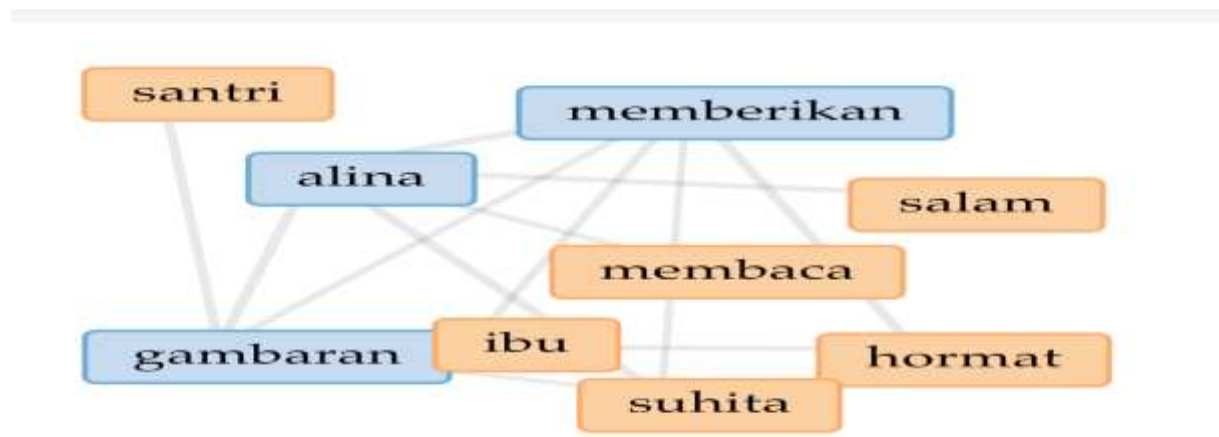 santri
memberikan
alina
salam
membaca
ibu
gambaran
hormat
suhita